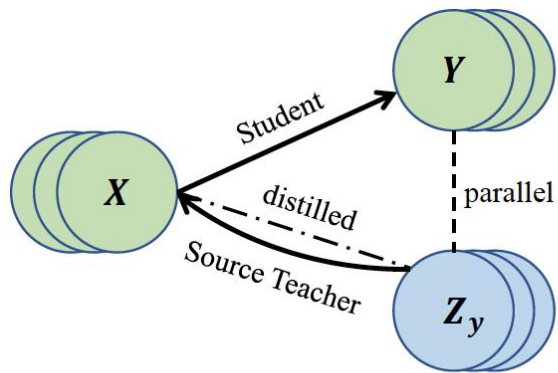 Y
Student
X
distilled
parallel
Source Teacher
Z_y